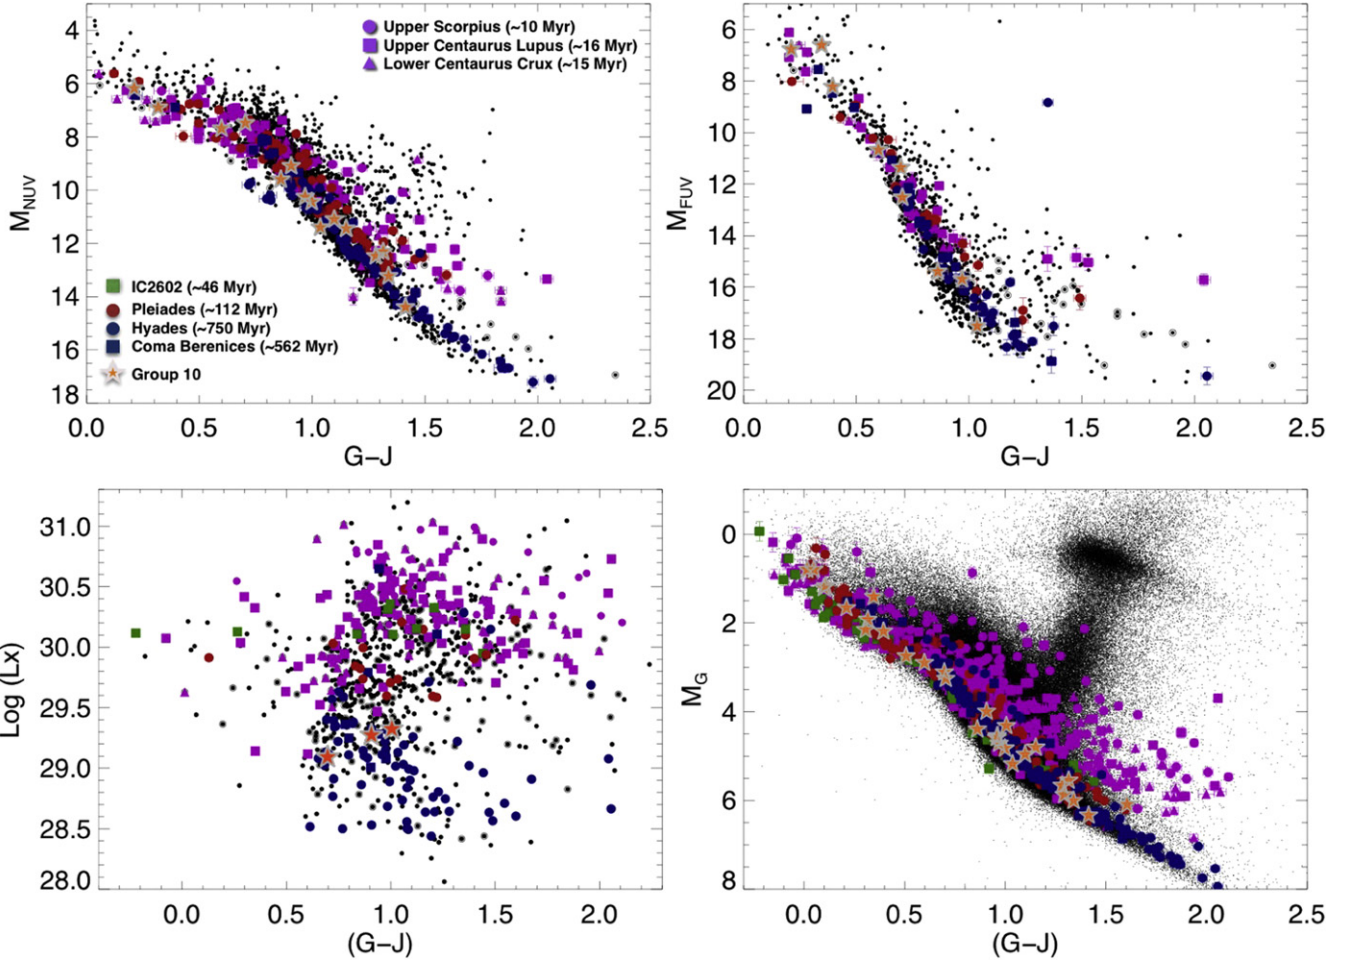 4
6
8
10
12
14
16
18
M_NUV
Upper Scorpius (~10 Myr)
Upper Centaurus Lupus (~16 Myr)
Lower Centaurus Crux (~15 Myr)
IC2602 (~46 Myr)
Pleiades (~112 Myr)
Hyades (~750 Myr)
Coma Berenices (~562 Myr)
Group 10
0.0 0.5 1.0 1.5 2.0 2.5
G−J
6
8
10
12
14
16
18
20
M_FUV
0.0 0.5 1.0 1.5 2.0 2.5
G−J
31.0
30.5
30.0
29.5
29.0
28.5
28.0
Log (Lx)
0.0 0.5 1.0 1.5 2.0
(G−J)
0
2
4
6
8
M_G
0.0 0.5 1.0 1.5 2.0 2.5
(G−J)